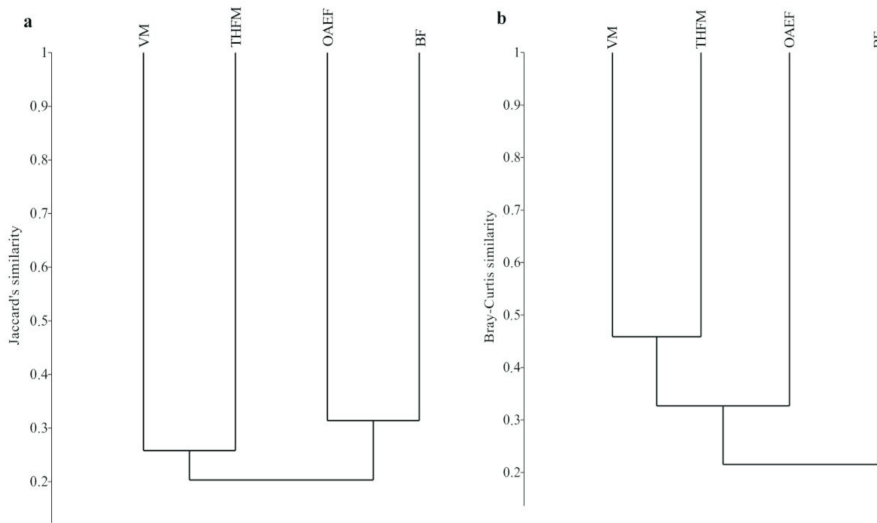 a
VM
THFM
OAEF
BF
Jaccard's similarity
1
0.9
0.8
0.7
0.6
0.5
0.4
0.3
0.2
b
VM
THFM
OAEF
Bray-Curtis similarity
1
0.9
0.8
0.7
0.6
0.5
0.4
0.3
0.2